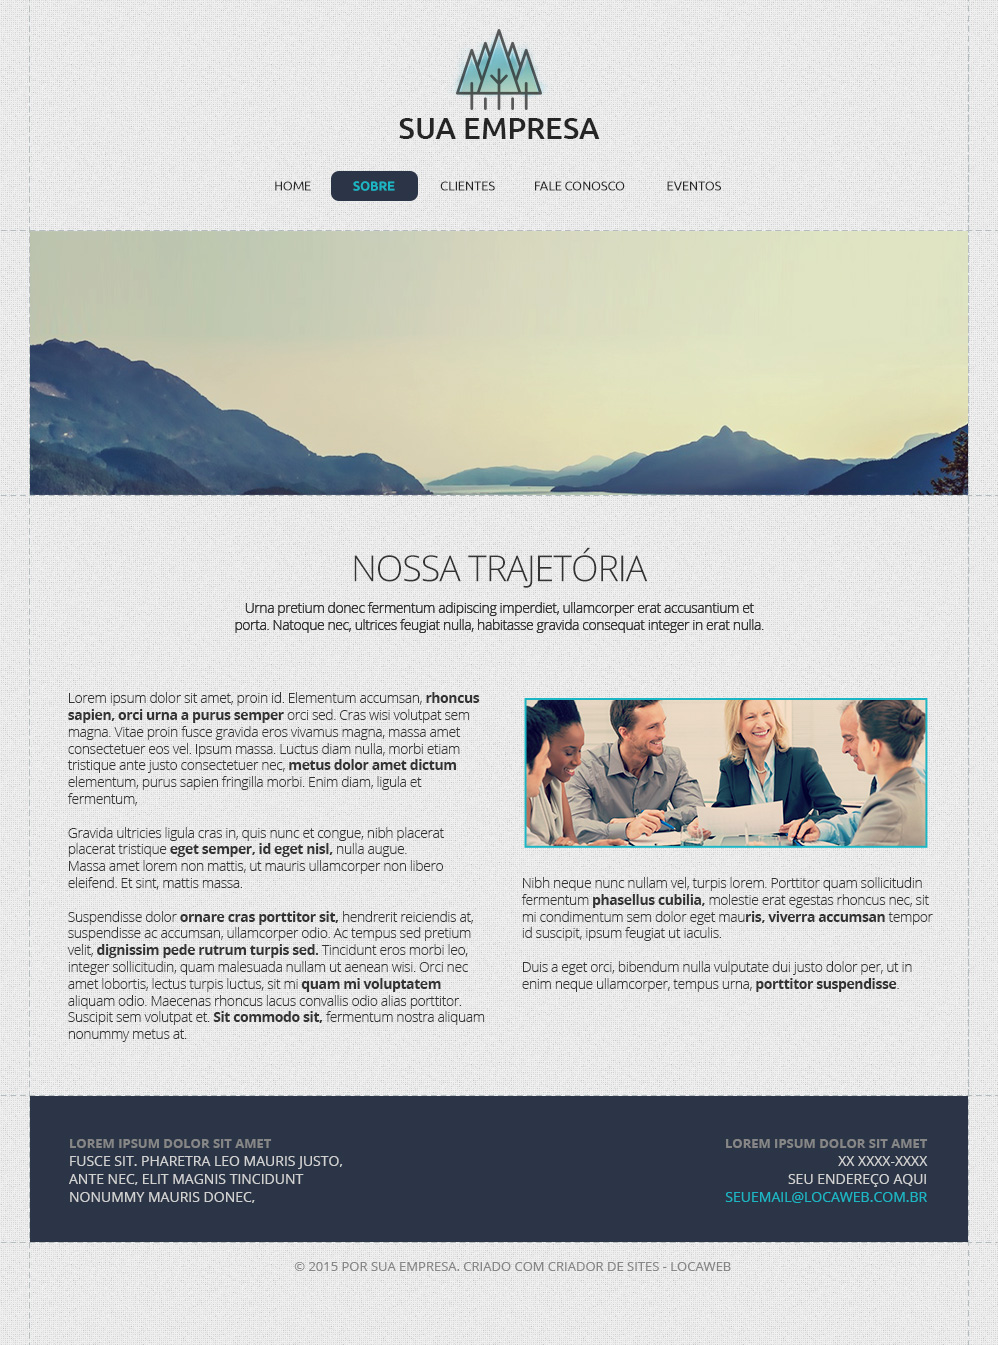 SUA EMPRESA
HOME SOBRE CLIENTES FALE CONOSCO EVENTOS
NOSSA TRAJETÓRIA
Urna pretium donec fermentum adipiscing imperdiet, ullamcorper erat accusantium et
porta. Natoque nec, ultrices feugiat nulla, habitasse gravida consequat integer in erat nulla.
Lorem ipsum dolor sit amet, proin id. Elementum accumsan, rhoncus
sapien, orci urna a purus semper orci sed. Cras wisi volutpat sem
magna. Vitae proin fusce gravida eros vivamus magna, massa amet
consectetuer eos vel. Ipsum massa. Luctus diam nulla, morbi etiam
tristique ante justo consectetuer nec, metus dolor amet dictum
elementum, purus sapien fringilla morbi. Enim diam, ligula et
fermentum,
Gravida ultricies ligula cras in, quis nunc et congue, nibh placerat
placerat tristique eget semper, id eget nisl, nulla augue.
Massa amet lorem non mattis, ut mauris ullamcorper non libero
eleifend. Et sint, mattis massa.
Suspendisse dolor ornare cras porttitor sit, hendrerit reiciendis at,
suspendisse ac accumsan, ullamcorper odio. Ac tempus sed pretium
velit, dignissim pede rutrum turpis sed. Tincidunt eros morbi leo,
integer sollicitudin, quam malesuada nullam ut aenean wisi. Orci nec
amet lobortis, lectus turpis luctus, sit mi quam mi voluptatem
aliquam odio. Maecenas rhoncus lacus convallis odio alias porttitor.
Suscipit sem volutpat et. Sit commodo sit, fermentum nostra aliquam
nonummy metus at.
Nibh neque nunc nullam vel, turpis lorem. Porttitor quam sollicitudin
fermentum phasellus cubilia, molestie erat egestas rhoncus nec, sit
mi condimentum sem dolor eget mauris, viverra accumsan tempor
id suscipit, ipsum feugiat ut iaculis.
Duis a eget orci, bibendum nulla vulputate dui justo dolor per, ut in
enim neque ullamcorper, tempus urna, porttitor suspendisse.
LOREM IPSUM DOLOR SIT AMET
FUSCE SIT. PHARETRA LEO MAURIS JUSTO,
ANTE NEC, ELIT MAGNIS TINCIDUNT
NONUMMY MAURIS DONEC,
LOREM IPSUM DOLOR SIT AMET
XX XXXX-XXXX
SEU ENDEREÇO AQUI
SEUEMAIL@LOCAWEB.COM.BR
© 2015 POR SUA EMPRESA. CRIADO COM CRIADOR DE SITES - LOCAWEB